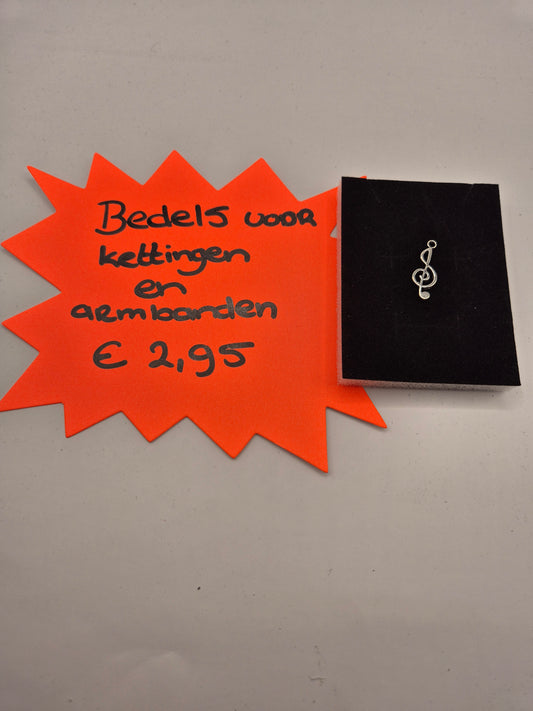 Bedels voor
kettingen
en
armbanden
€ 2,95